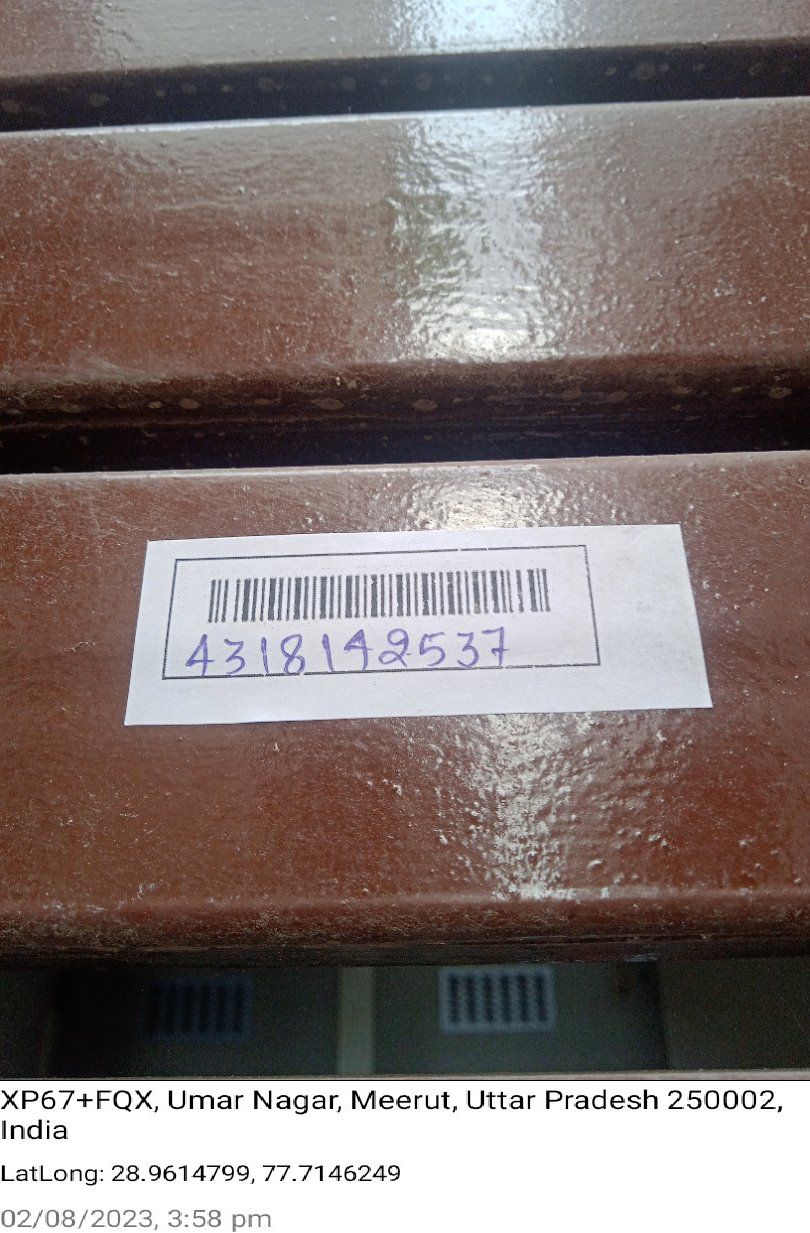 4318142537
XP67+FQX, Umar Nagar, Meerut, Uttar Pradesh 250002,
India
LatLong: 28.9614799, 77.7146249
02/08/2023, 3:58 pm